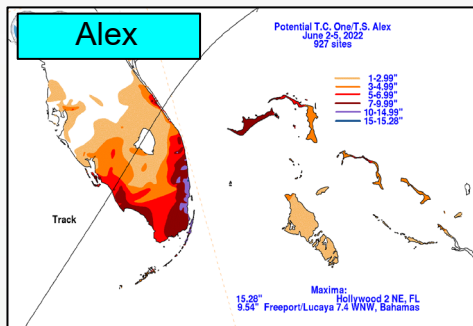 Alex
Potential T.C. One/T.S. Alex
June 2-5, 2022
927 sites
1-2.99"
3-4.99"
5-6.99"
7-9.99"
10-14.99"
15-15.28"
Track
Maxima:
15.28" Hollywood 2 NE, FL
9.54" Freeport/Lucaya 7.4 WNW, Bahamas